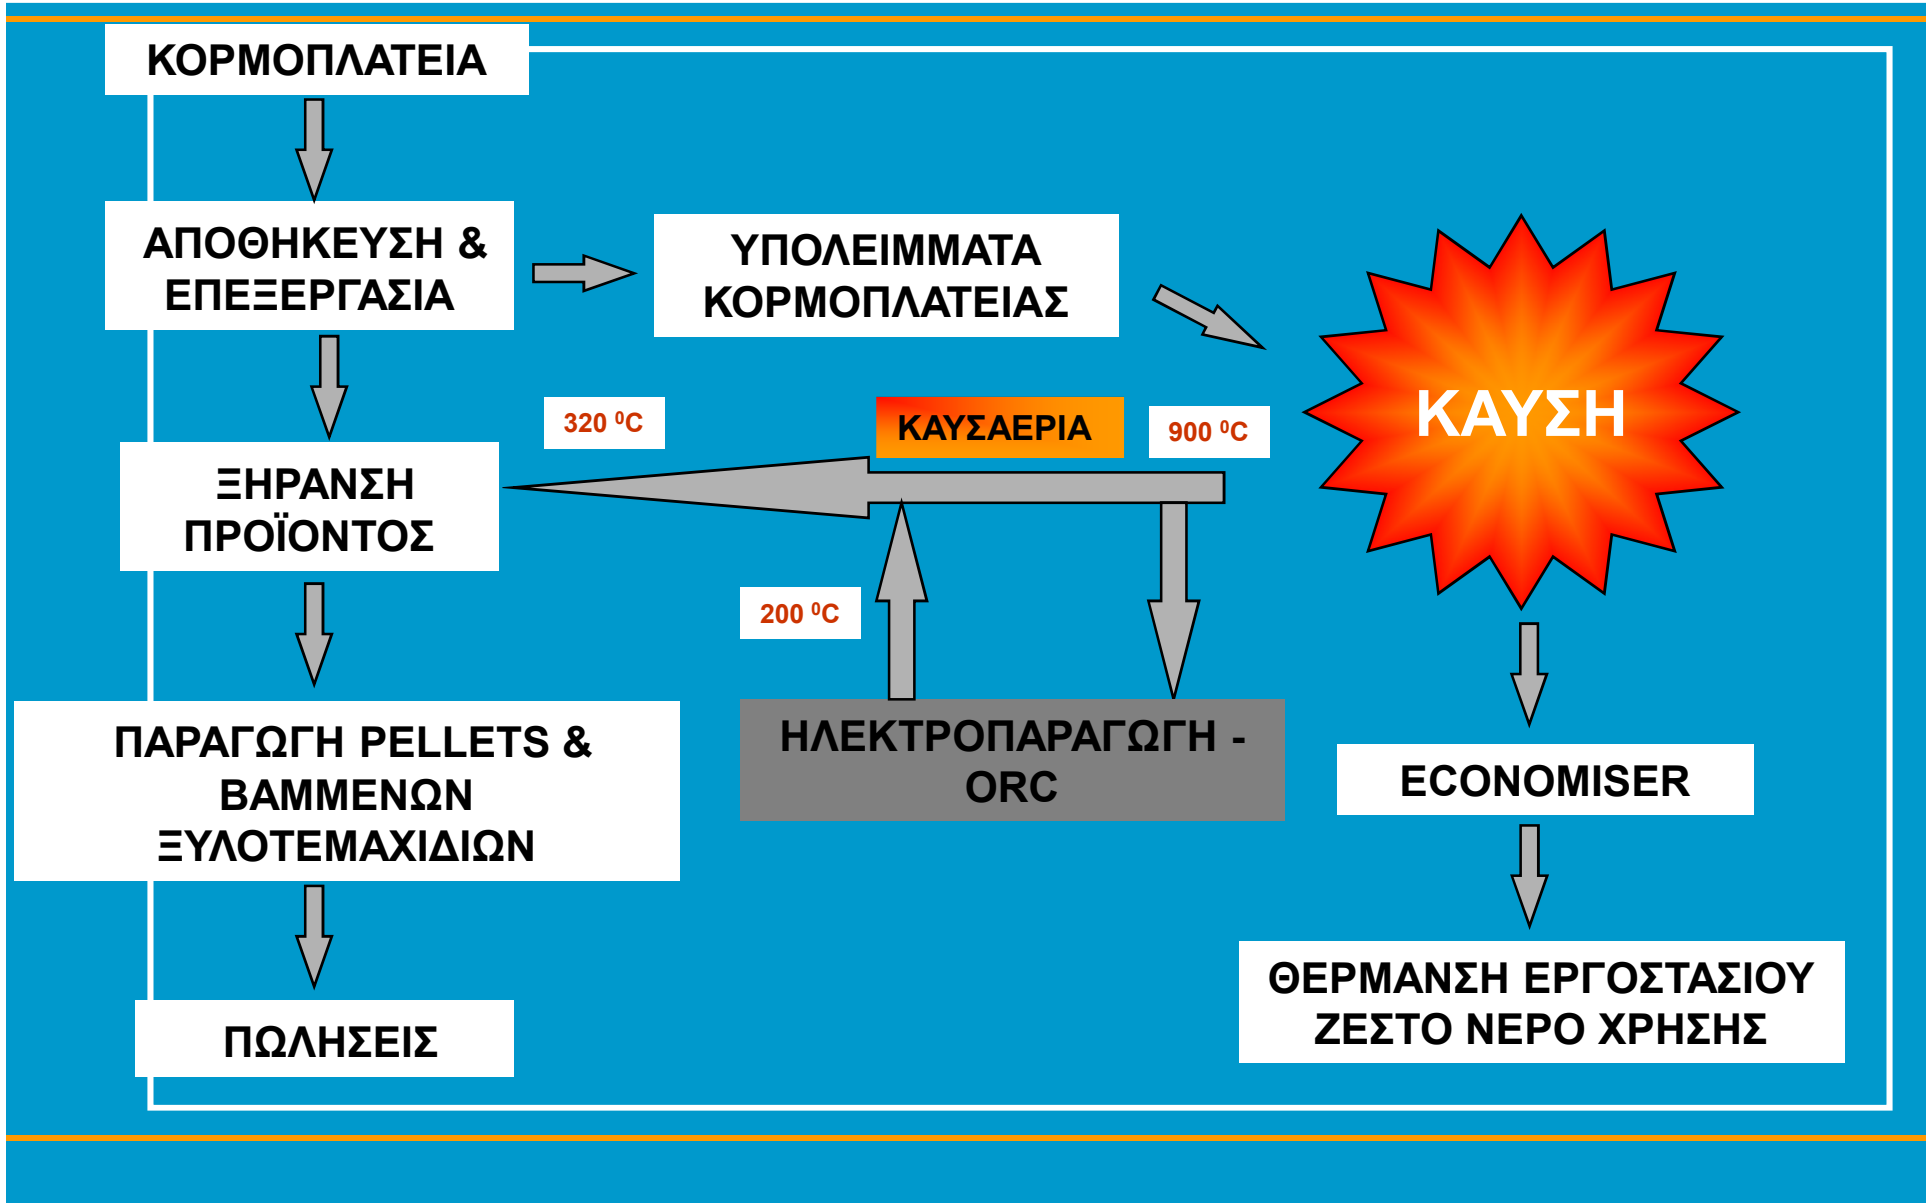 ΚΟΡΜΟΠΛΑΤΕΙΑ
ΑΠΟΘΗΚΕΥΣΗ &
ΕΠΕΞΕΡΓΑΣΙΑ
ΥΠΟΛΕΙΜΜΑΤΑ
ΚΟΡΜΟΠΛΑΤΕΙΑΣ
ΚΑΥΣΗ
320 ⁰C
ΚΑΥΣΑΕΡΙΑ
900 ⁰C
ΞΗΡΑΝΣΗ
ΠΡΟΪΟΝΤΟΣ
200 ⁰C
ΠΑΡΑΓΩΓΗ PELLETS &
ΒΑΜΜΕΝΩΝ
ΞΥΛΟΤΕΜΑΧΙΔΙΩΝ
ΗΛΕΚΤΡΟΠΑΡΑΓΩΓΗ -
ORC
ECONOMISER
ΘΕΡΜΑΝΣΗ ΕΡΓΟΣΤΑΣΙΟΥ
ΖΕΣΤΟ ΝΕΡΟ ΧΡΗΣΗΣ
ΠΩΛΗΣΕΙΣ